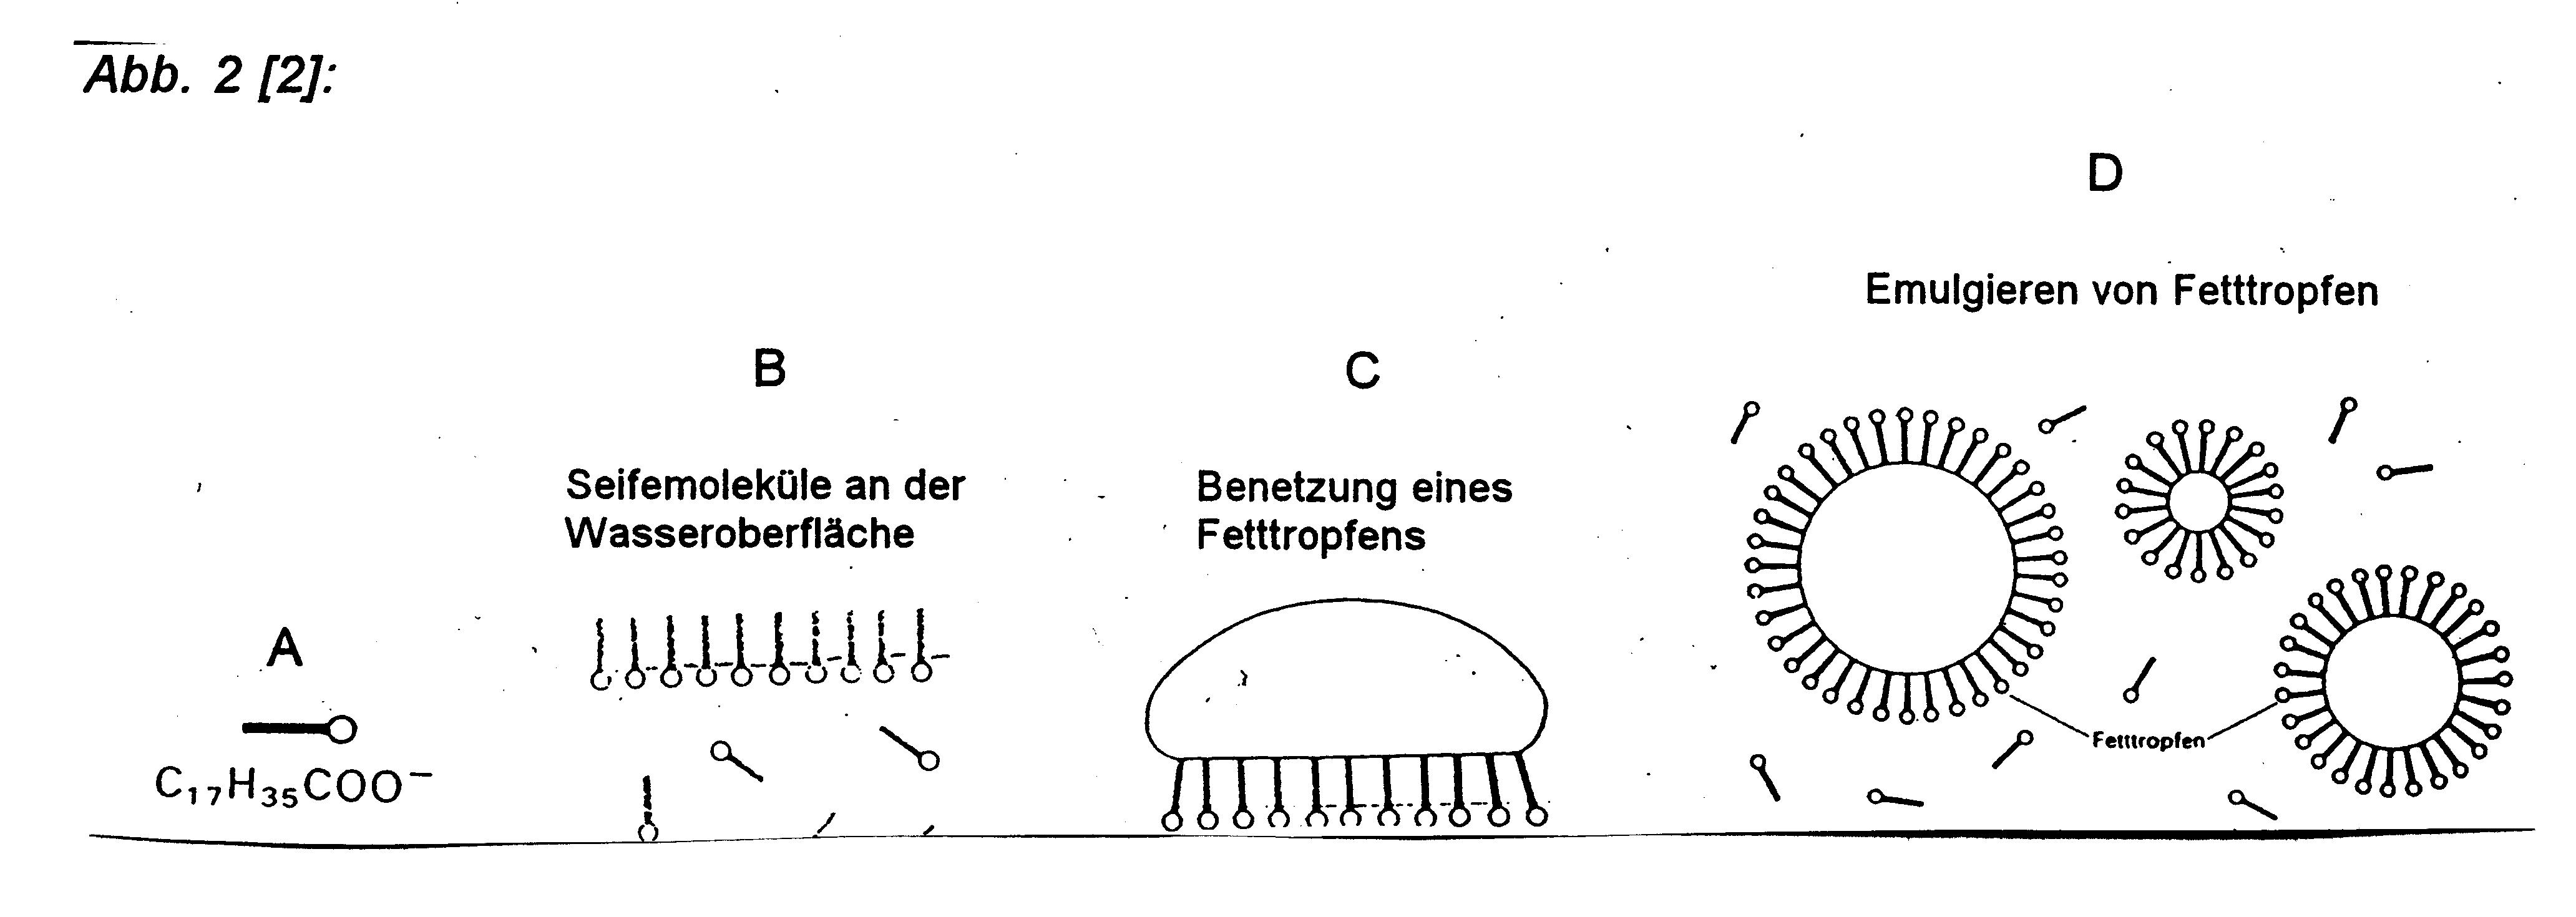 Abb. 2 [2]:
A
C₁₇H₃₅COO⁻
B
Seifemoleküle an der
Wasseroberfläche
C
Benetzung eines
Fetttropfens
D
Emulgieren von Fetttropfen
Fetttropfen